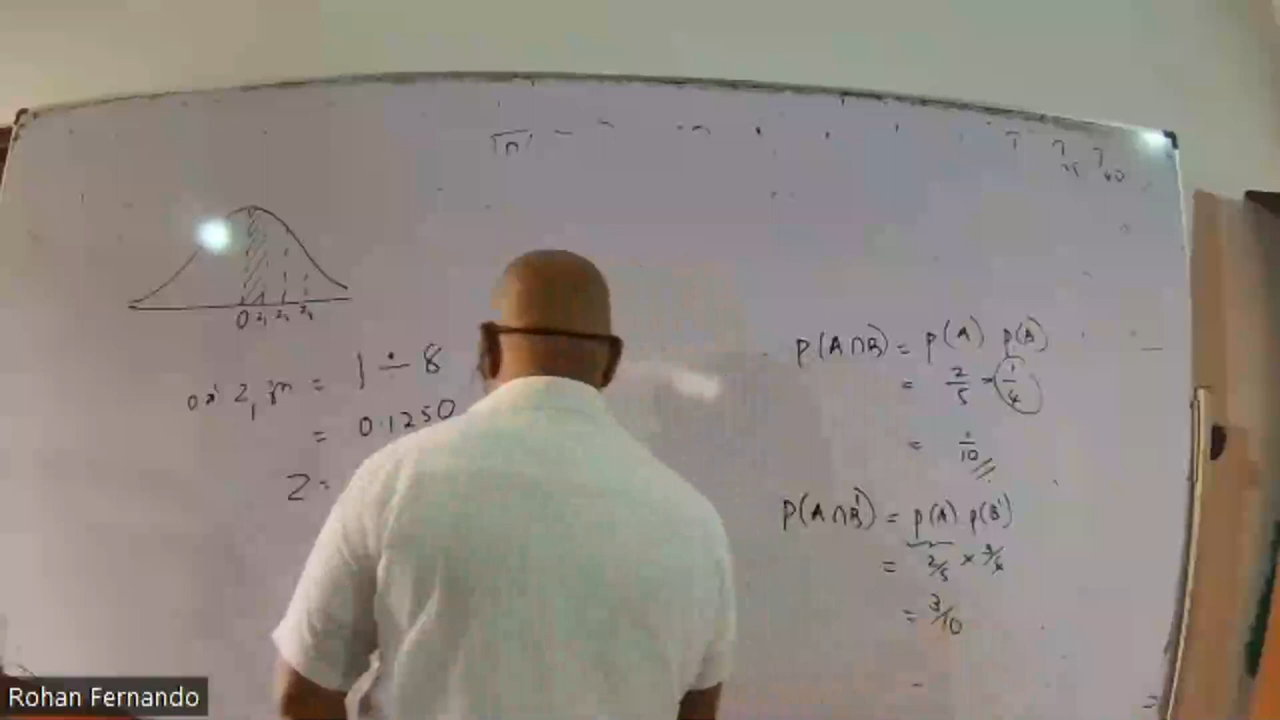 0 z₁ z₂ z₃
z₁ = 1 ÷ 8
= 0.1250
Z =
P(A∩B) = P(A) P(B)
= 2/5 × 1/4
= 1/10
P(A∩B') = P(A) . P(B')
= 2/5 × 3/4
= 3/10
Rohan Fernando